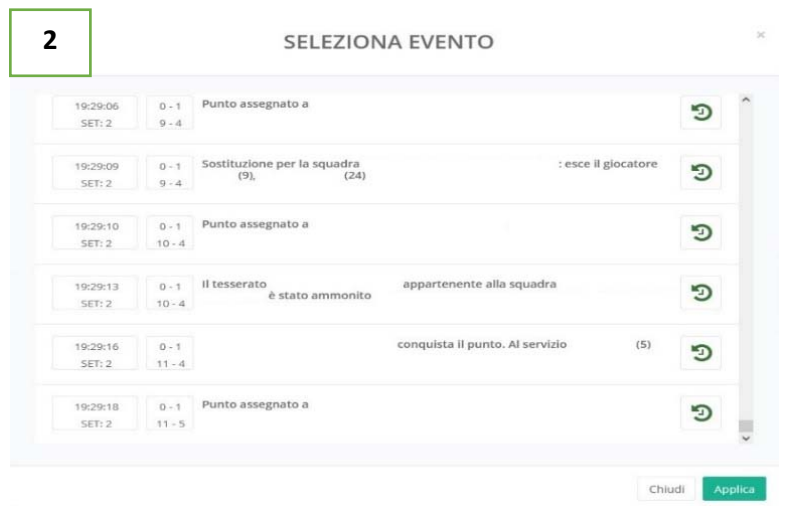 2
SELEZIONA EVENTO
×
19:29:06 0 - 1 Punto assegnato a
SET: 2 9 - 4
19:29:09 0 - 1 Sostituzione per la squadra : esce il giocatore
SET: 2 9 - 4 (9), (24)
19:29:10 0 - 1 Punto assegnato a
SET: 2 10 - 4
19:29:13 0 - 1 Il tesserato appartenente alla squadra
SET: 2 10 - 4 è stato ammonito
19:29:16 0 - 1 conquista il punto. Al servizio (5)
SET: 2 11 - 4
19:29:18 0 - 1 Punto assegnato a
SET: 2 11 - 5
Chiudi Applica